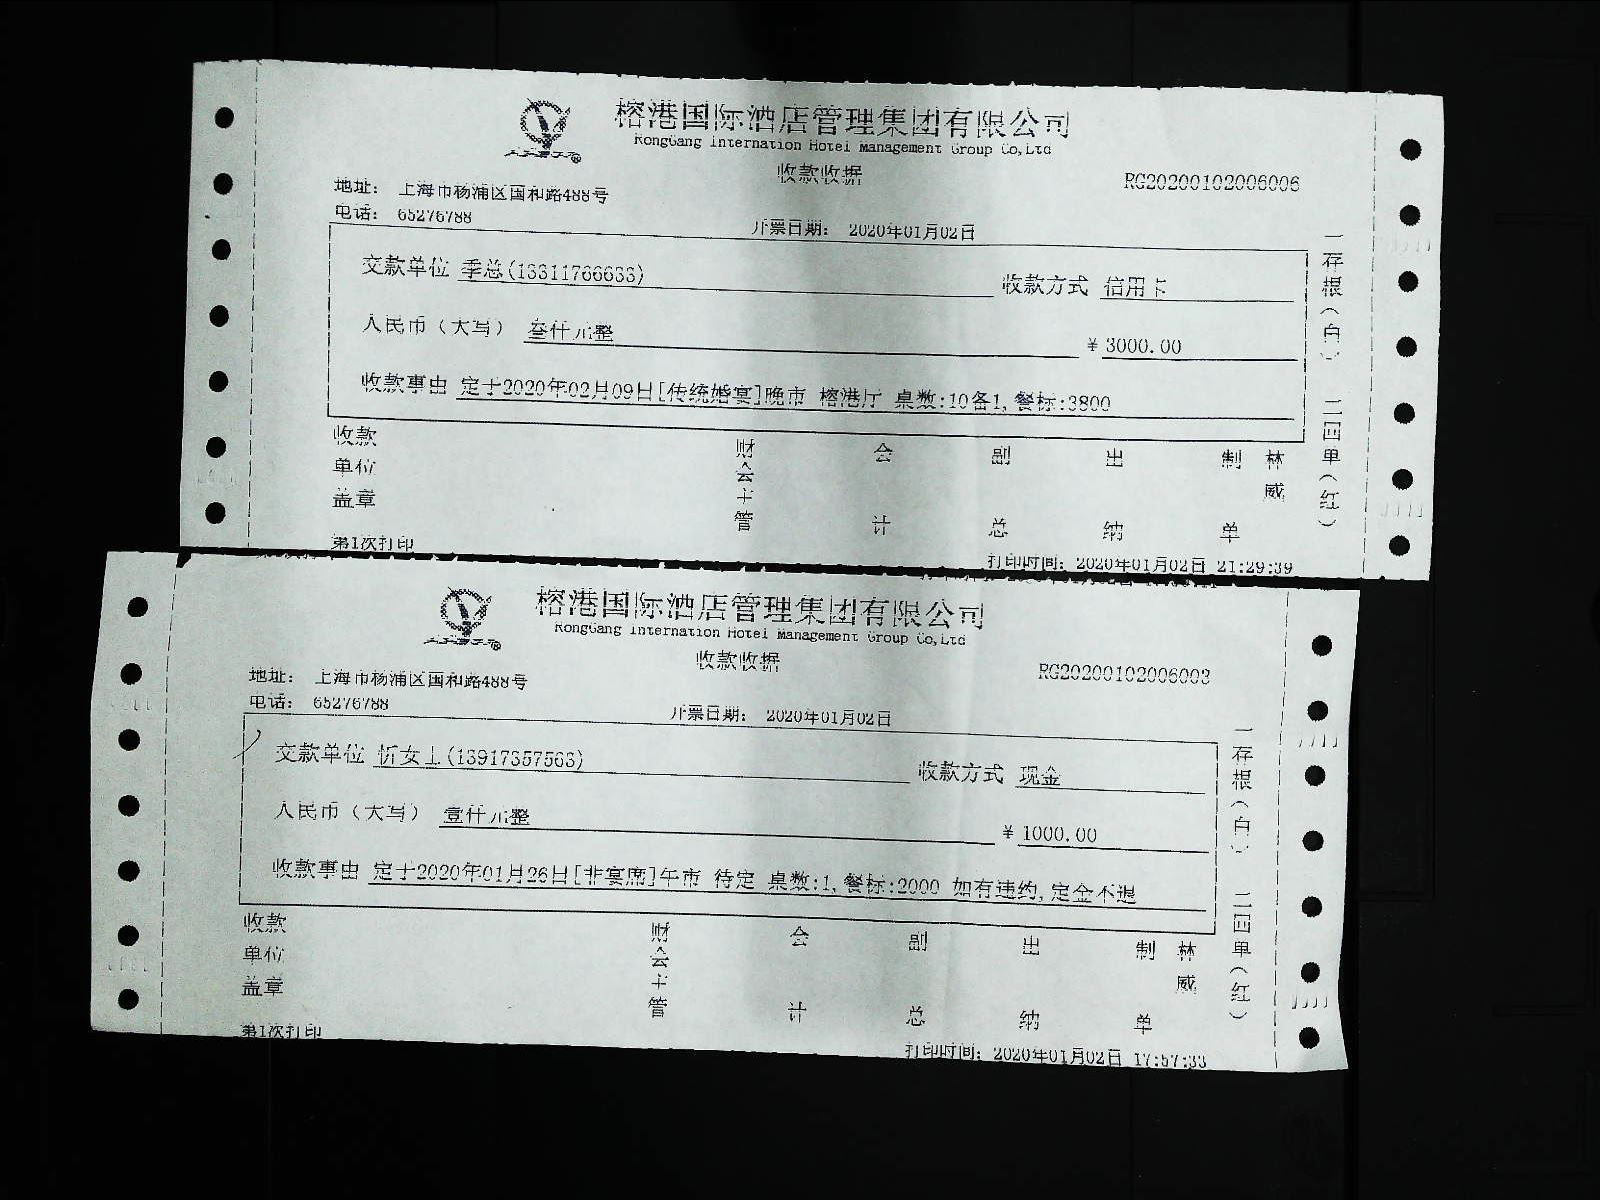 榕港国际酒店管理集团有限公司
RongGang Internation Hotel Management Group Co,Ltd
收款收据
RG20200102006006
地址： 上海市杨浦区国和路488号
电话： 65276788
开票日期： 2020年01月02日
交款单位 季总(13311766633) 收款方式 信用卡
人民币（大写） 叁仟元整 ¥ 3000.00
收款事由 定于2020年02月09日[传统婚宴]晚市 榕港厅 桌数:10备1,餐标:3800
收款单位盖章 财会主管 会计 副总 出纳 制单 林威
一存根（白） 二四单（红）
第1次打印
打印时间：2020年01月02日 21:29:39
榕港国际酒店管理集团有限公司
RongGang Internation Hotel Management Group Co,Ltd
收款收据
RG20200102006003
地址： 上海市杨浦区国和路488号
电话： 65276788
开票日期： 2020年01月02日
交款单位 忻女士(13917357563) 收款方式 现金
人民币（大写） 壹仟元整 ¥ 1000.00
收款事由 定于2020年01月26日[非宴席]午市 待定 桌数:1,餐标:2000 如有违约,定金不退
收款单位盖章 财会主管 会计 副总 出纳 制单 林威
一存根（白） 二四单（红）
第1次打印
打印时间：2020年01月02日 17:57:33